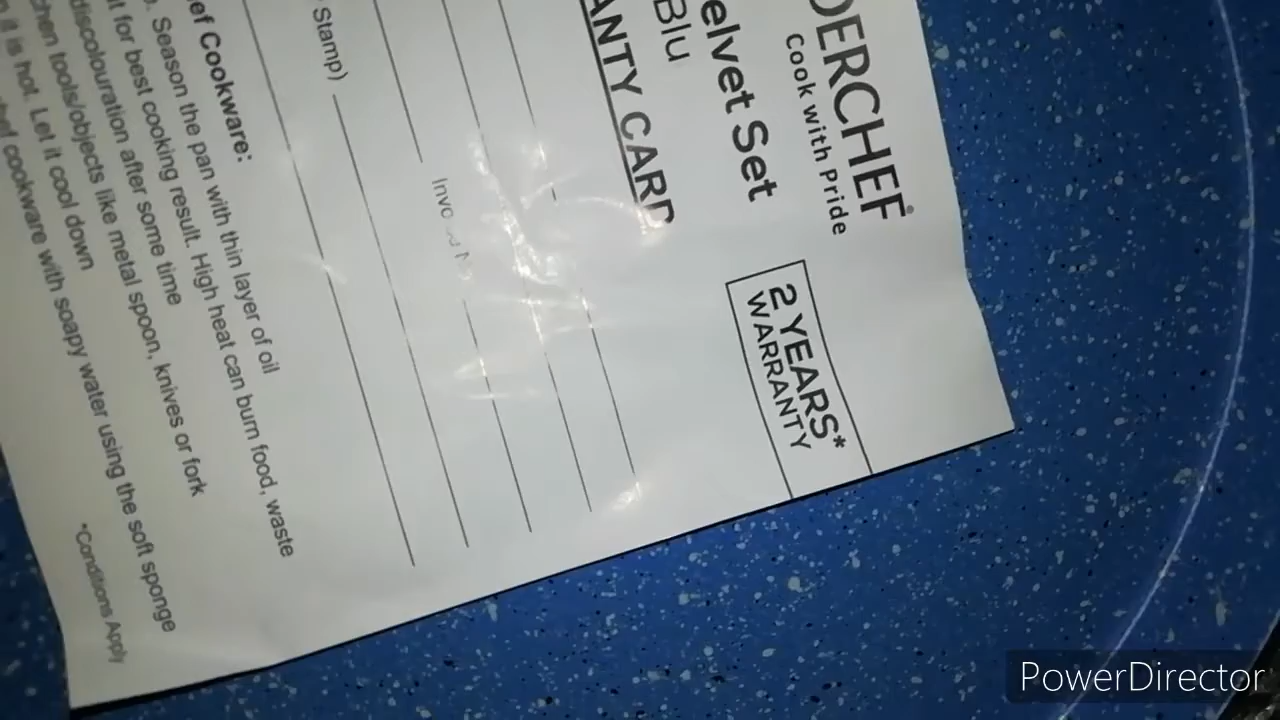 DERCHEF®
Cook with Pride
2 YEARS*
WARRANTY
elvet Set
Blu
ANTY CARD
Stamp)
ef Cookware:
Season the pan with thin layer of oil
for best cooking result. High heat can burn food, waste
discolouration after some time
hen tools/objects like metal spoon, knives or fork
it is hot. Let it cool down
ef cookware with soapy water using the soft sponge
*Conditions Apply
PowerDirector